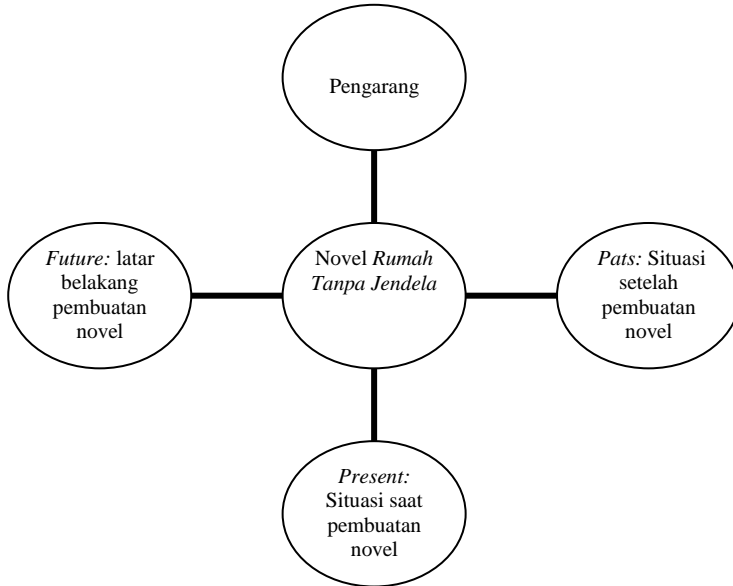 Pengarang
Future: latar
belakang
pembuatan
novel
Novel Rumah
Tanpa Jendela
Pats: Situasi
setelah
pembuatan
novel
Present:
Situasi saat
pembuatan
novel